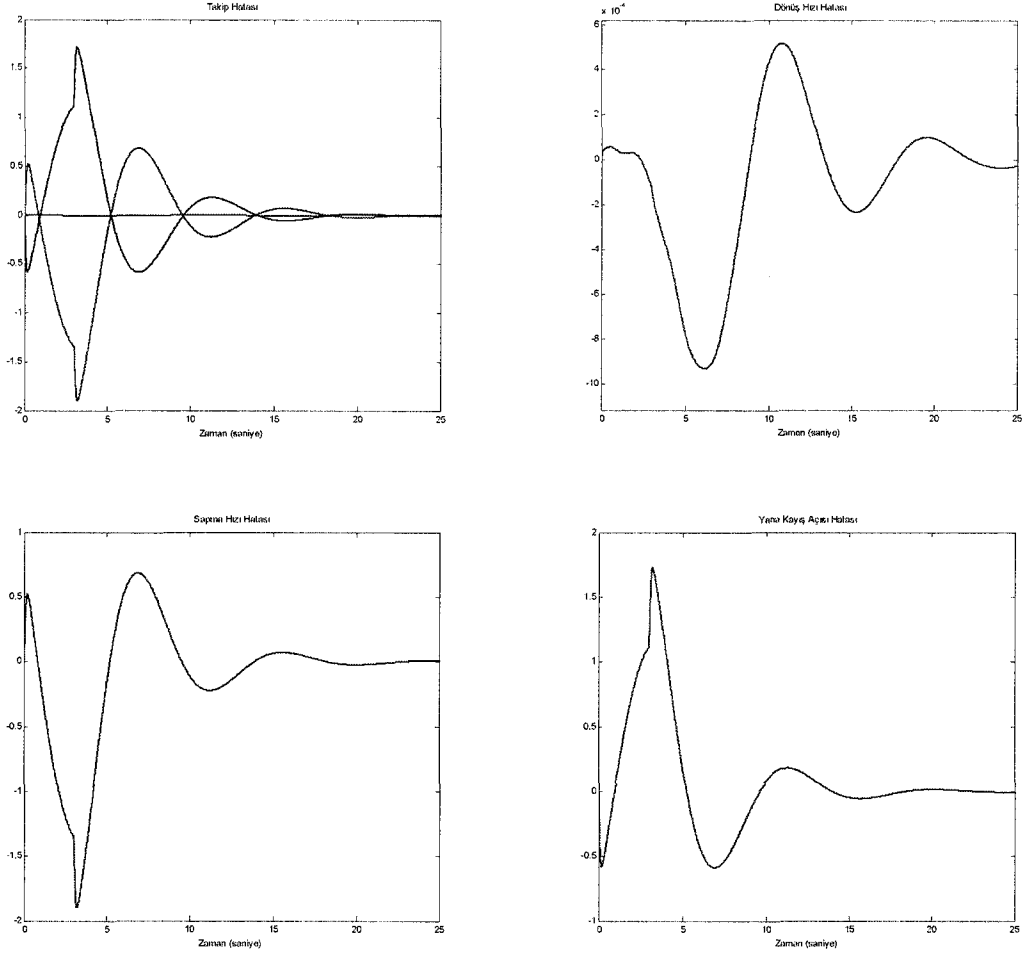 Takip Hatası
2
1.5
1
0.5
0
-0.5
-1
-1.5
-2
0 5 10 15 20 25
Zaman (saniye)
Dönüş Hızı Hatası
x 10⁻⁴
6
4
2
0
-2
-4
-6
-8
-10
0 5 10 15 20 25
Zaman (saniye)
Sapma Hızı Hatası
1
0.5
0
-0.5
-1
-1.5
-2
0 5 10 15 20 25
Zaman (saniye)
Yana Kayış Açısı Hatası
2
1.5
1
0.5
0
-0.5
-1
0 5 10 15 20 25
Zaman (saniye)